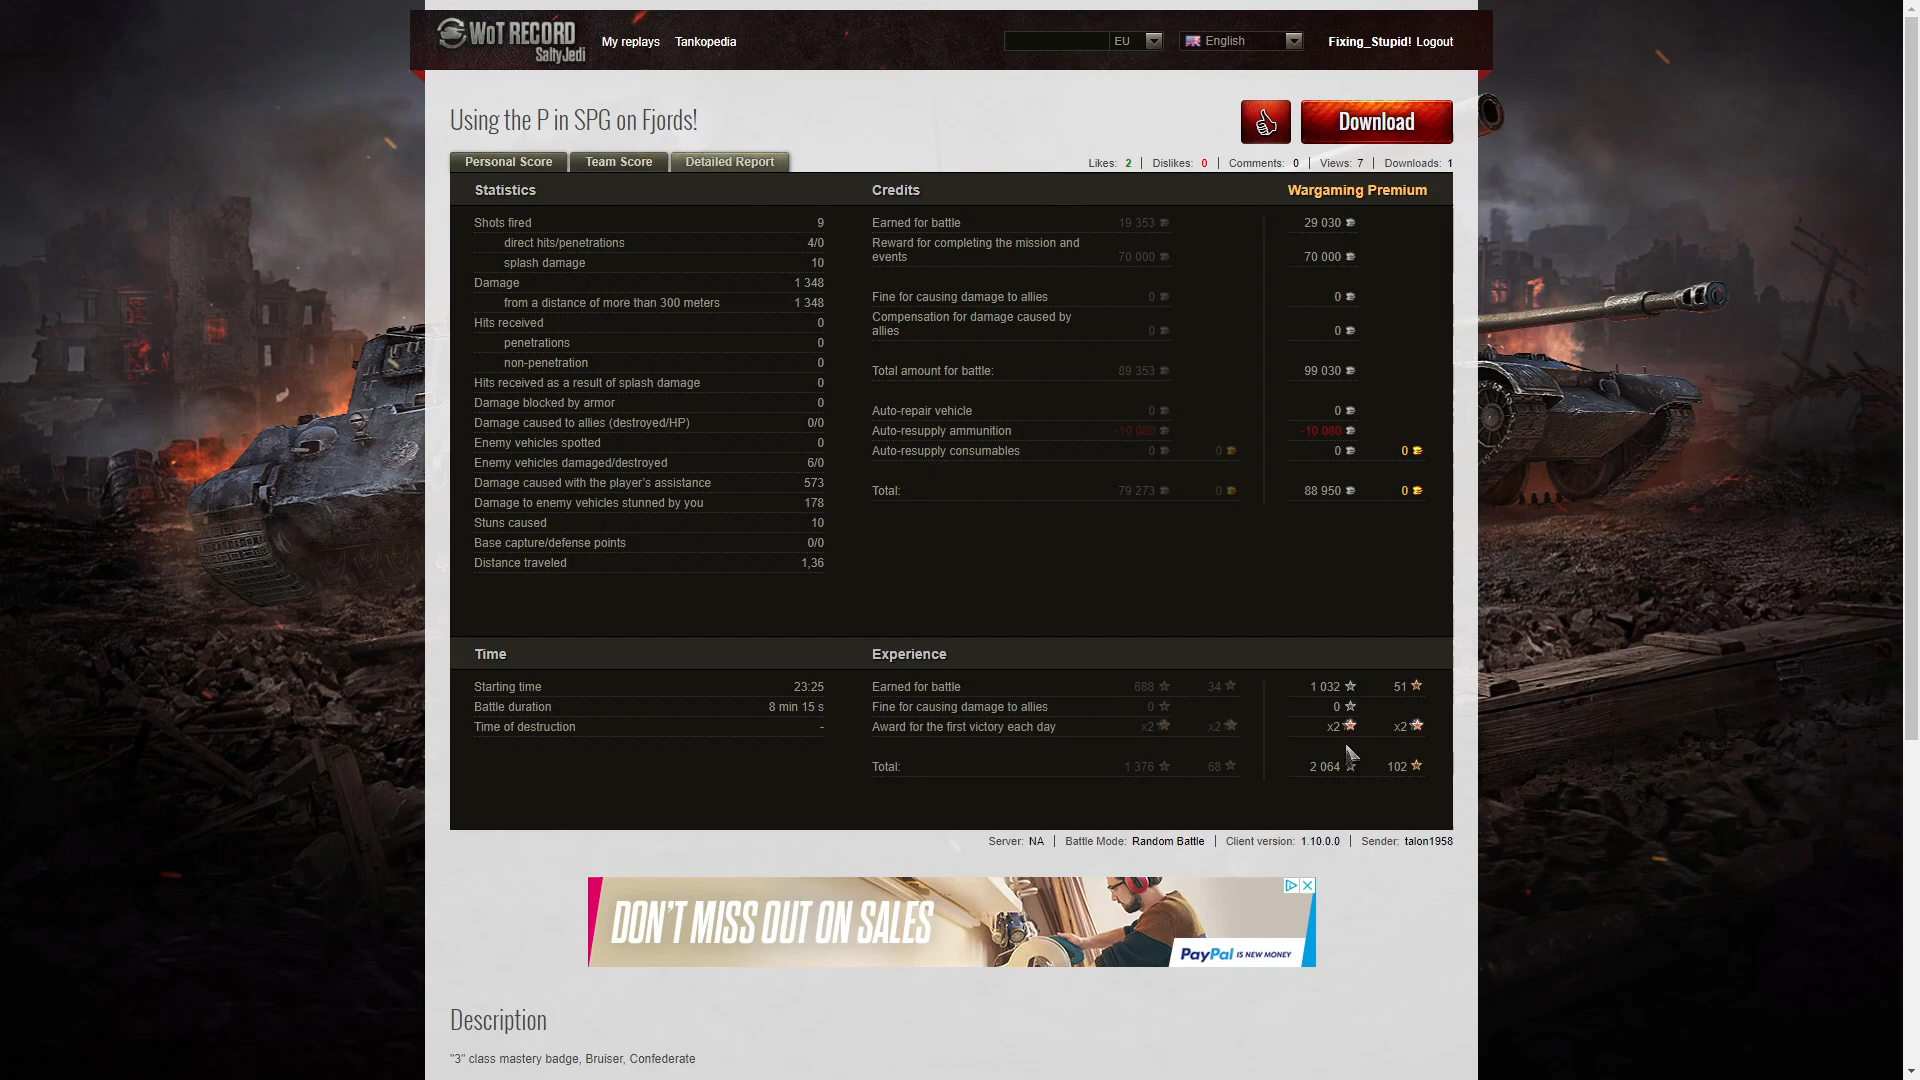 WoT RECORD
SaltyJedi
My replays
Tankopedia
EU
English
Fixing_Stupid! Logout
Using the P in SPG on Fjords!
Download
Personal Score
Team Score
Detailed Report
Likes: 2 | Dislikes: 0 | Comments: 0 | Views: 7 | Downloads: 1
Statistics
Shots fired 9
direct hits/penetrations 4/0
splash damage 10
Damage 1 348
from a distance of more than 300 meters 1 348
Hits received 0
penetrations 0
non-penetration 0
Hits received as a result of splash damage 0
Damage blocked by armor 0
Damage caused to allies (destroyed/HP) 0/0
Enemy vehicles spotted 0
Enemy vehicles damaged/destroyed 6/0
Damage caused with the player's assistance 573
Damage to enemy vehicles stunned by you 178
Stuns caused 10
Base capture/defense points 0/0
Distance traveled 1,36
Credits Wargaming Premium
Earned for battle 19 353 29 030
Reward for completing the mission and
events 70 000 70 000
Fine for causing damage to allies 0 0
Compensation for damage caused by
allies 0 0
Total amount for battle: 89 353 99 030
Auto-repair vehicle 0 0
Auto-resupply ammunition -10 080 -10 080
Auto-resupply consumables 0 0 0 0
Total: 79 273 0 88 950 0
Time
Starting time 23:25
Battle duration 8 min 15 s
Time of destruction -
Experience
Earned for battle 688 34 1 032 51
Fine for causing damage to allies 0 0
Award for the first victory each day x2 x2 x2 x2
Total: 1 376 68 2 064 102
Server: NA | Battle Mode: Random Battle | Client version: 1.10.0.0 | Sender: talon1958
DON'T MISS OUT ON SALES
PayPal IS NEW MONEY
Description
"3" class mastery badge, Bruiser, Confederate